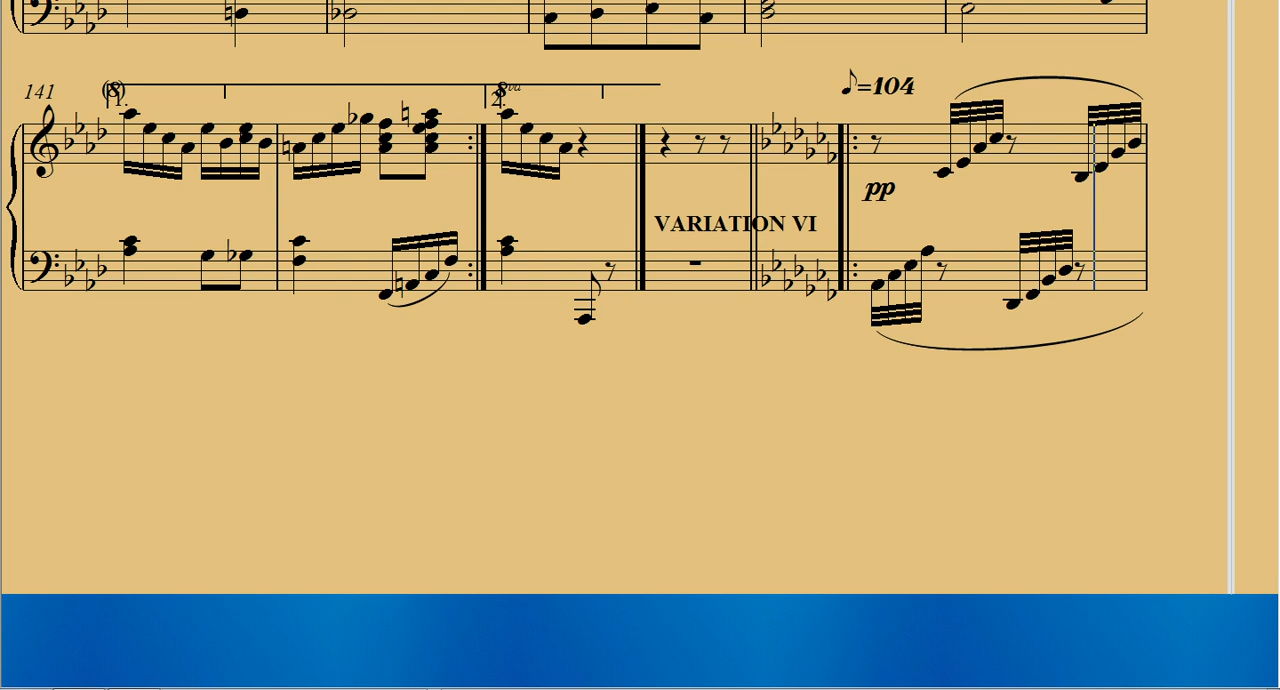 141
(8)
1.
8va
2.
♪=104
pp
VARIATION VI